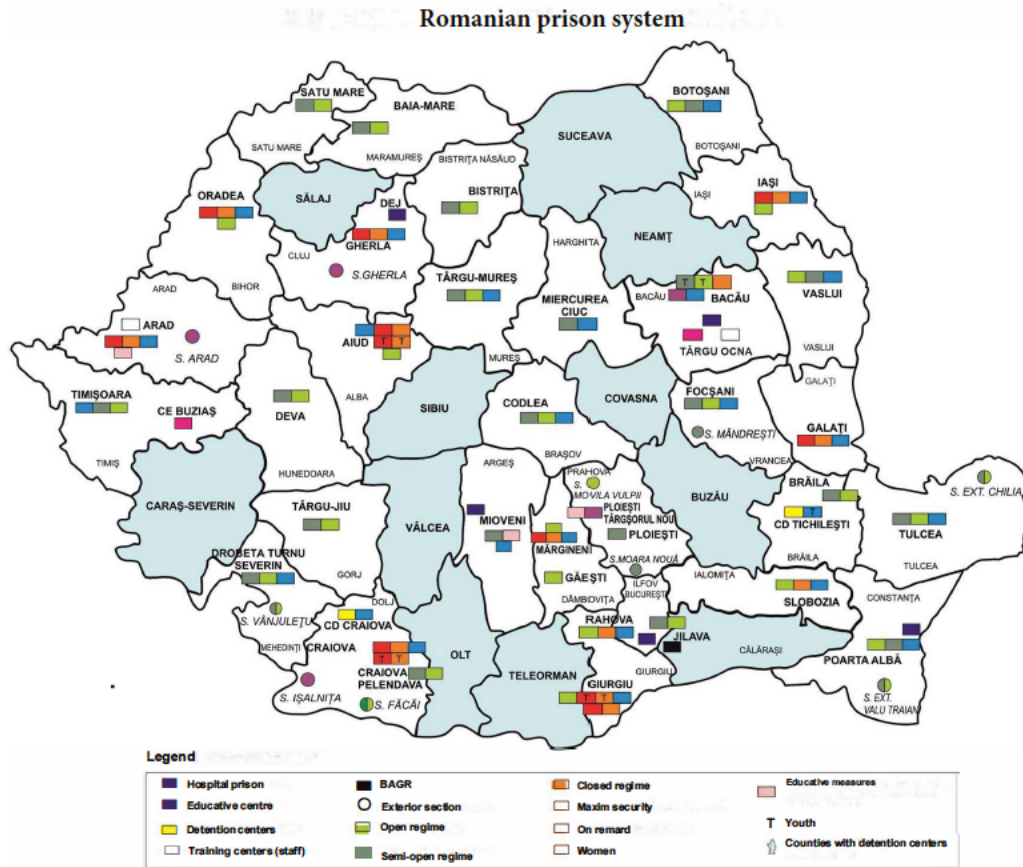 Romanian prison system
SATU MARE
BAIA-MARE
BOTOŞANI
SUCEAVA
SATU MARE
MARAMUREŞ
BISTRIŢA NĂSĂUD
BOTOŞANI
ORADEA
SĂLAJ
DEJ
BISTRIŢA
IAŞI
IAŞI
NEAMŢ
GHERLA
CLUJ
S.GHERLA
HARGHITA
TÂRGU-MUREŞ
T T
BACĂU
BACĂU
VASLUI
ARAD
BIHOR
MIERCUREA
CIUC
ARAD
S. ARAD
AIUD
T T
TÂRGU OCNA
MUREŞ
VASLUI
TIMIŞOARA
CE BUZIAŞ
DEVA
ALBA
SIBIU
CODLEA
COVASNA
FOCŞANI
GALAŢI
S. MÂNDREŞTI
GALAŢI
TIMIŞ
HUNEDOARA
ARGEŞ
BRAŞOV
VRANCEA
PRAHOVA
S.
MOVILA VULPII
BRĂILA
S. EXT. CHILIA
CARAŞ-SEVERIN
TÂRGU-JIU
VÂLCEA
MIOVENI
PLOIEŞTI
TÂRGŞORUL NOU
BUZĂU
T
CD TICHILEŞTI
TULCEA
PLOIEŞTI
MĂRGINENI
DROBETA TURNU
SEVERIN
GORJ
GĂEŞTI
S.MOARA NOUĂ
BRĂILA
TULCEA
IALOMIŢA
ILFOV
BUCUREŞTI
DÂMBOVIŢA
CONSTANŢA
SLOBOZIA
S. VÂNJULEŢU
DOLJ
CD CRAIOVA
RAHOVA
JILAVA
MEHEDINŢI
CRAIOVA
T T
OLT
CĂLĂRAŞI
POARTA ALBĂ
CRAIOVA
PELENDAVA
TELEORMAN
GIURGIU
GIURGIU
T T
S. IŞALNIŢA
S. FĂCĂI
S. EXT.
VALU TRAIAN
Legend
Hospital prison
BAGR
Closed regime
Educative measures
Educative centre
Exterior section
Maxim security
T Youth
Detention centers
Open regime
On remard
Counties with detention centers
Training centers (staff)
Semi-open regime
Women